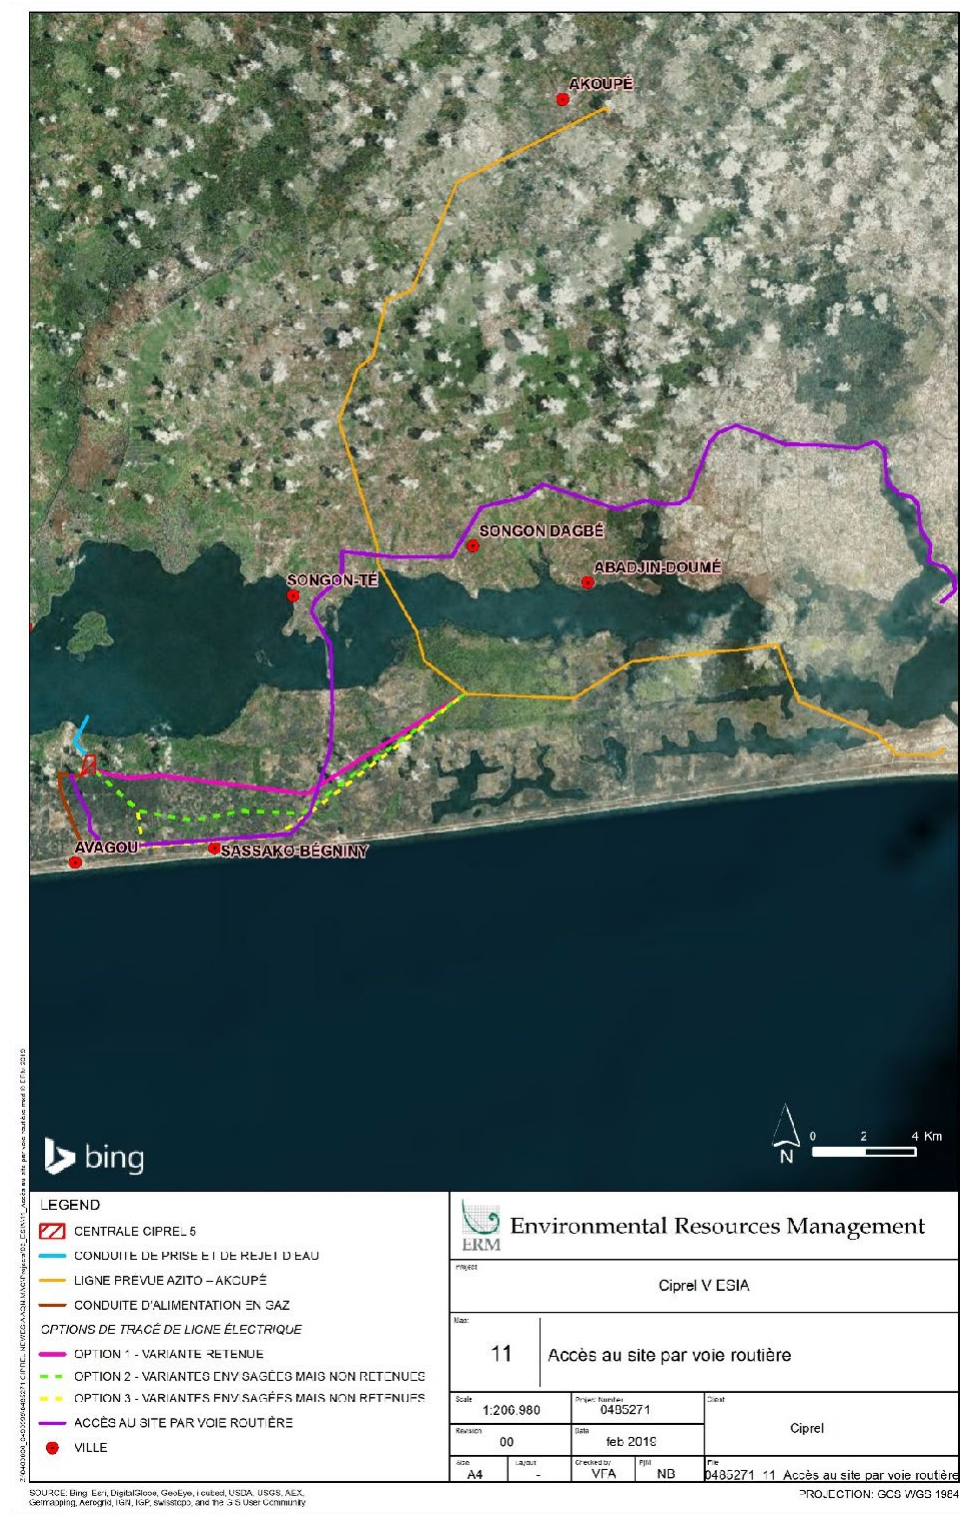 AKOUPÉ
SONGON DAGBÉ
ABADJIN-DOUMÉ
SONGON-TÉ
AVAGOU
SASSAKO-BÉGNINY
bing
N
0 2 4 Km
LEGEND
CENTRALE CIPREL 5
CONDUITE DE PRISE ET DE REJET D'EAU
LIGNE PRÉVUE AZITO – AKOUPÉ
CONDUITE D'ALIMENTATION EN GAZ
OPTIONS DE TRACÉ DE LIGNE ÉLECTRIQUE
OPTION 1 - VARIANTE RETENUE
OPTION 2 - VARIANTES ENVISAGÉES MAIS NON RETENUES
OPTION 3 - VARIANTES ENVISAGÉES MAIS NON RETENUES
ACCÈS AU SITE PAR VOIE ROUTIÈRE
VILLE
ERM
Environmental Resources Management
Project
Ciprel V ESIA
Map:
11
Accès au site par voie routière
Scale
1:206.980
Project Number
0485271
Client
Ciprel
Revision
00
Date
feb 2019
Size
A4
Layout
-
Checked by
VFA
PJM
NB
File
0485271_11_Accès au site par voie routière
SOURCE: Bing: Esri, DigitalGlobe, GeoEye, i-cubed, USDA, USGS, AEX,
Getmapping, Aerogrid, IGN, IGP, swisstopo, and the GIS User Community
PROJECTION: GCS WGS 1984